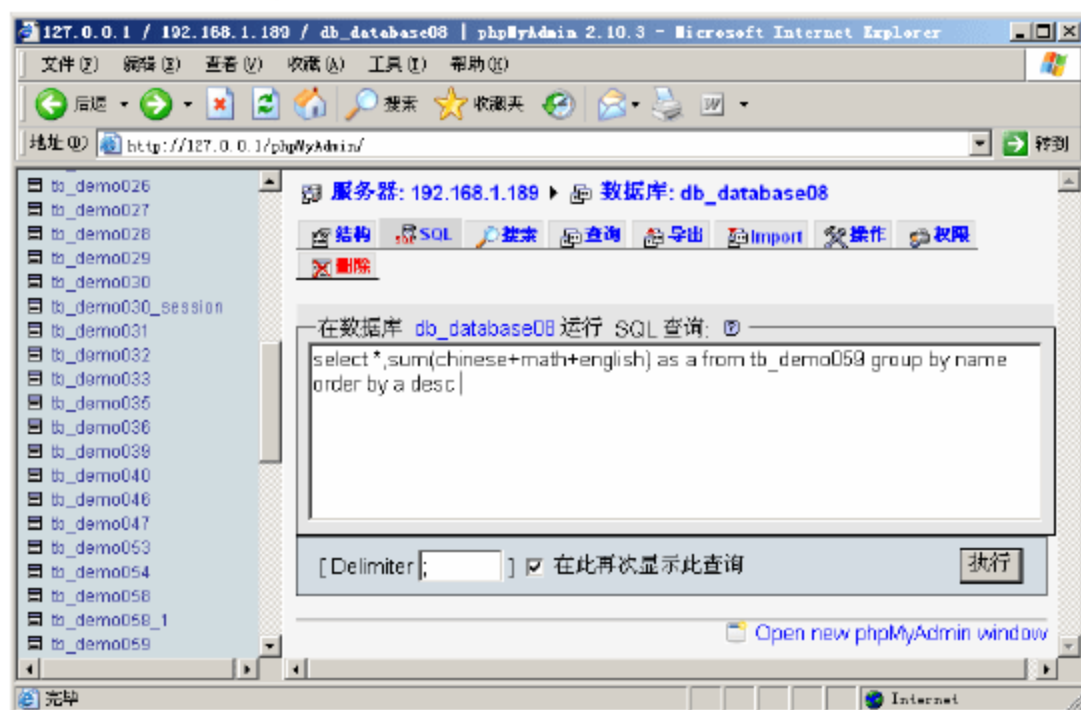 127.0.0.1 / 192.168.1.189 / db_database08 | phpMyAdmin 2.10.3 - Microsoft Internet Explorer
文件(F) 编辑(E) 查看(V) 收藏(A) 工具(T) 帮助(H)
后退 搜索 收藏夹
地址(D) http://127.0.0.1/phpMyAdmin/ 转到
tb_demo026
tb_demo027
tb_demo028
tb_demo029
tb_demo030
tb_demo030_session
tb_demo031
tb_demo032
tb_demo033
tb_demo035
tb_demo036
tb_demo039
tb_demo040
tb_demo046
tb_demo047
tb_demo053
tb_demo054
tb_demo058
tb_demo058_1
tb_demo059
服务器: 192.168.1.189 数据库: db_database08
结构 SQL 搜索 查询 导出 Import 操作 权限
删除
在数据库 db_database08 运行 SQL 查询:
select *,sum(chinese+math+english) as a from tb_demo059 group by name
order by a desc
[ Delimiter ; ] 在此再次显示此查询 执行
Open new phpMyAdmin window
完毕 Internet